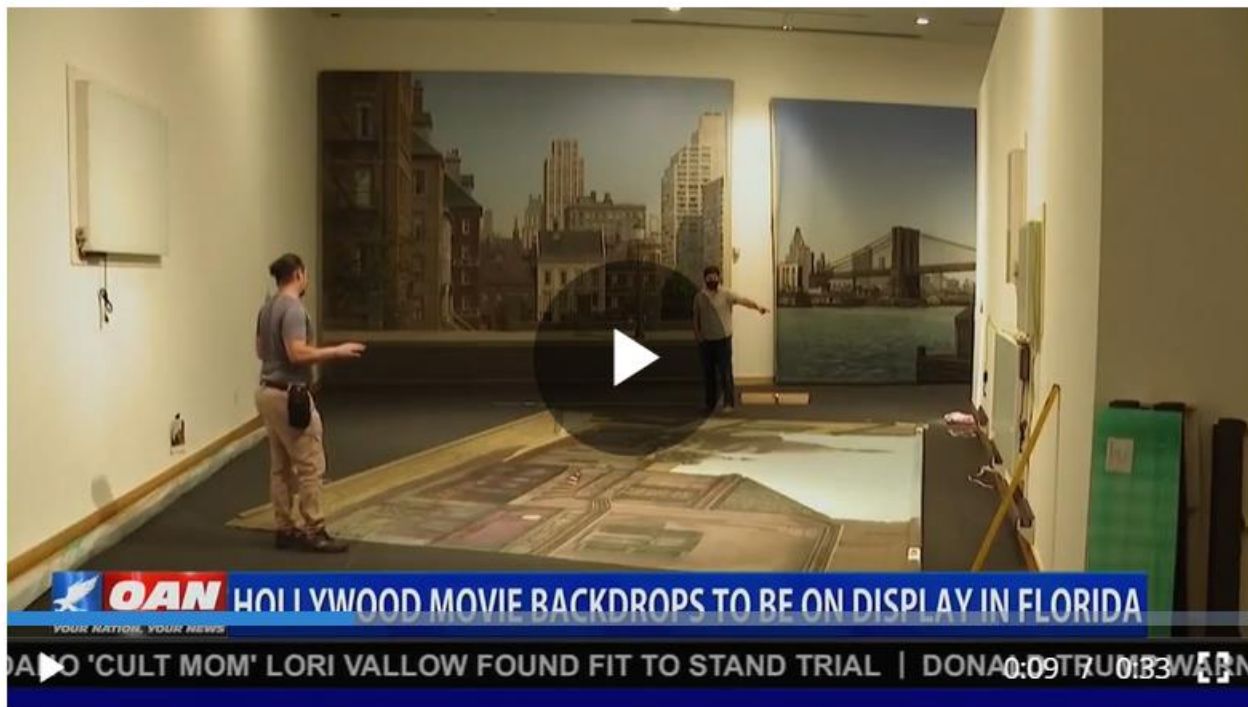 OAN
YOUR NATION, YOUR NEWS
HOLLYWOOD MOVIE BACKDROPS TO BE ON DISPLAY IN FLORIDA
'CULT MOM' LORI VALLOW FOUND FIT TO STAND TRIAL | DONALD TRUMP
0:09 / 0:33